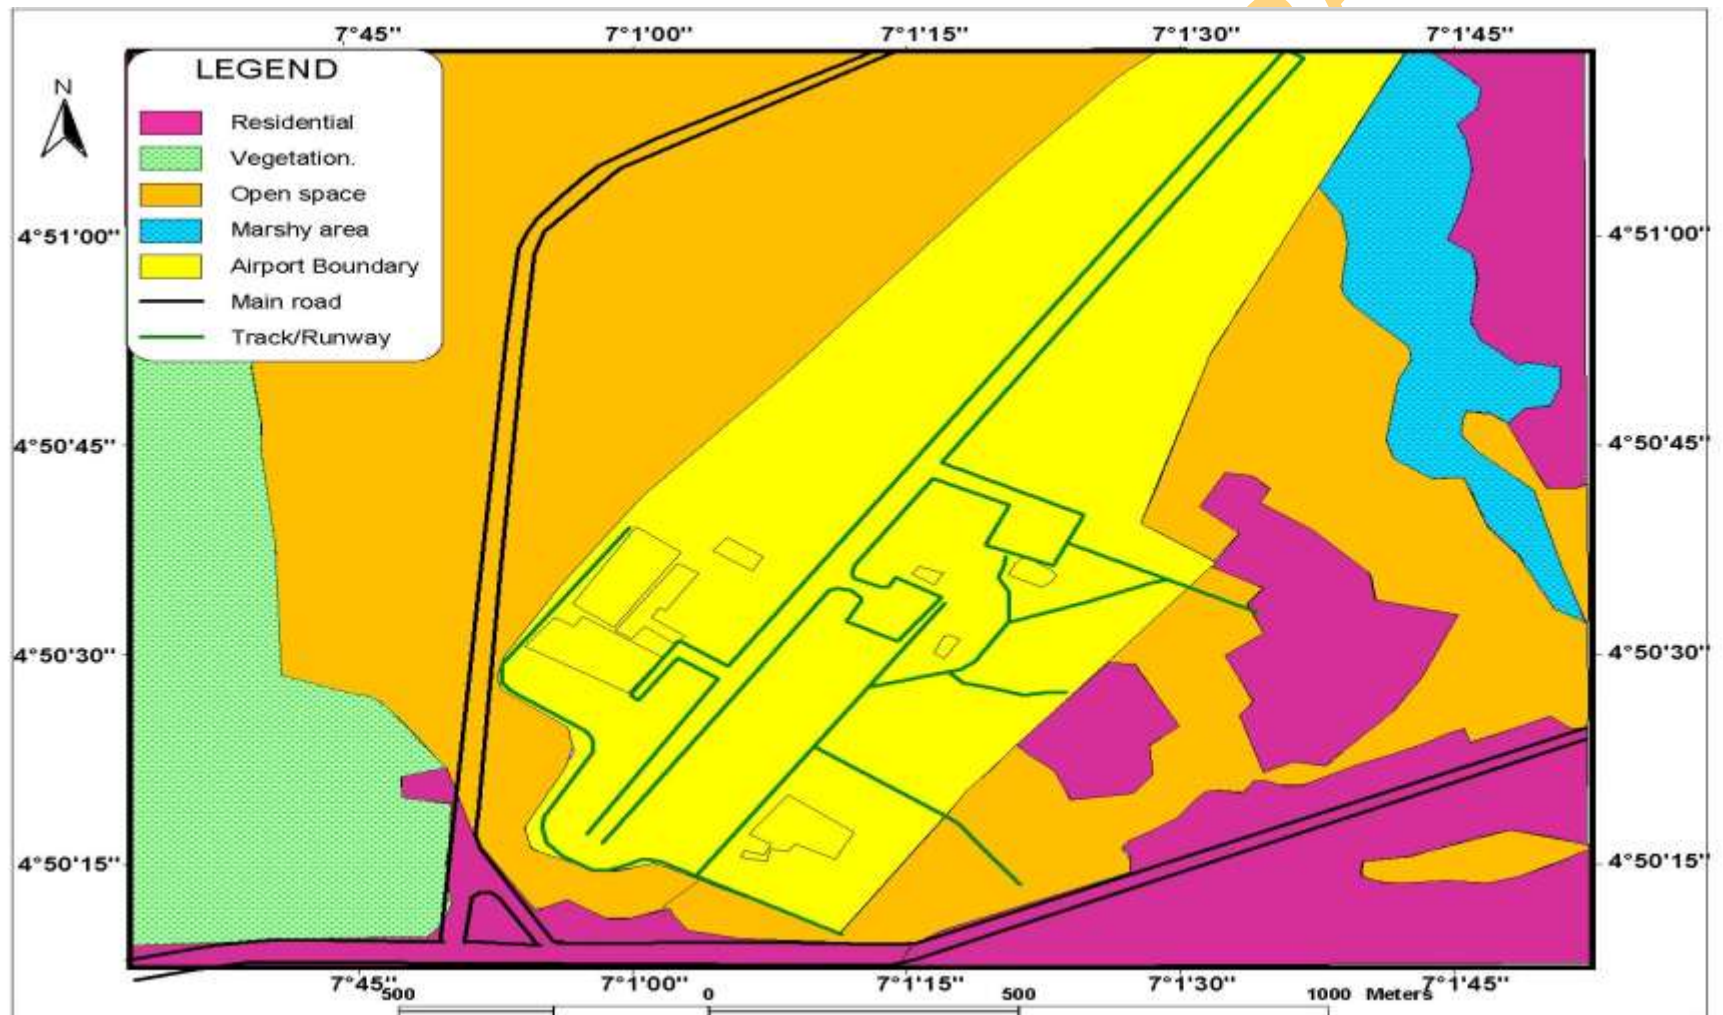 7°45'' 7°1'00'' 7°1'15'' 7°1'30'' 7°1'45''
LEGEND
N
Residential
Vegetation.
Open space
Marshy area
Airport Boundary
Main road
Track/Runway
4°51'00'' 4°51'00''
4°50'45'' 4°50'45''
4°50'30'' 4°50'30''
4°50'15'' 4°50'15''
7°45'' 7°1'00'' 7°1'15'' 7°1'30'' 7°1'45''
500 0 500 1000 Meters